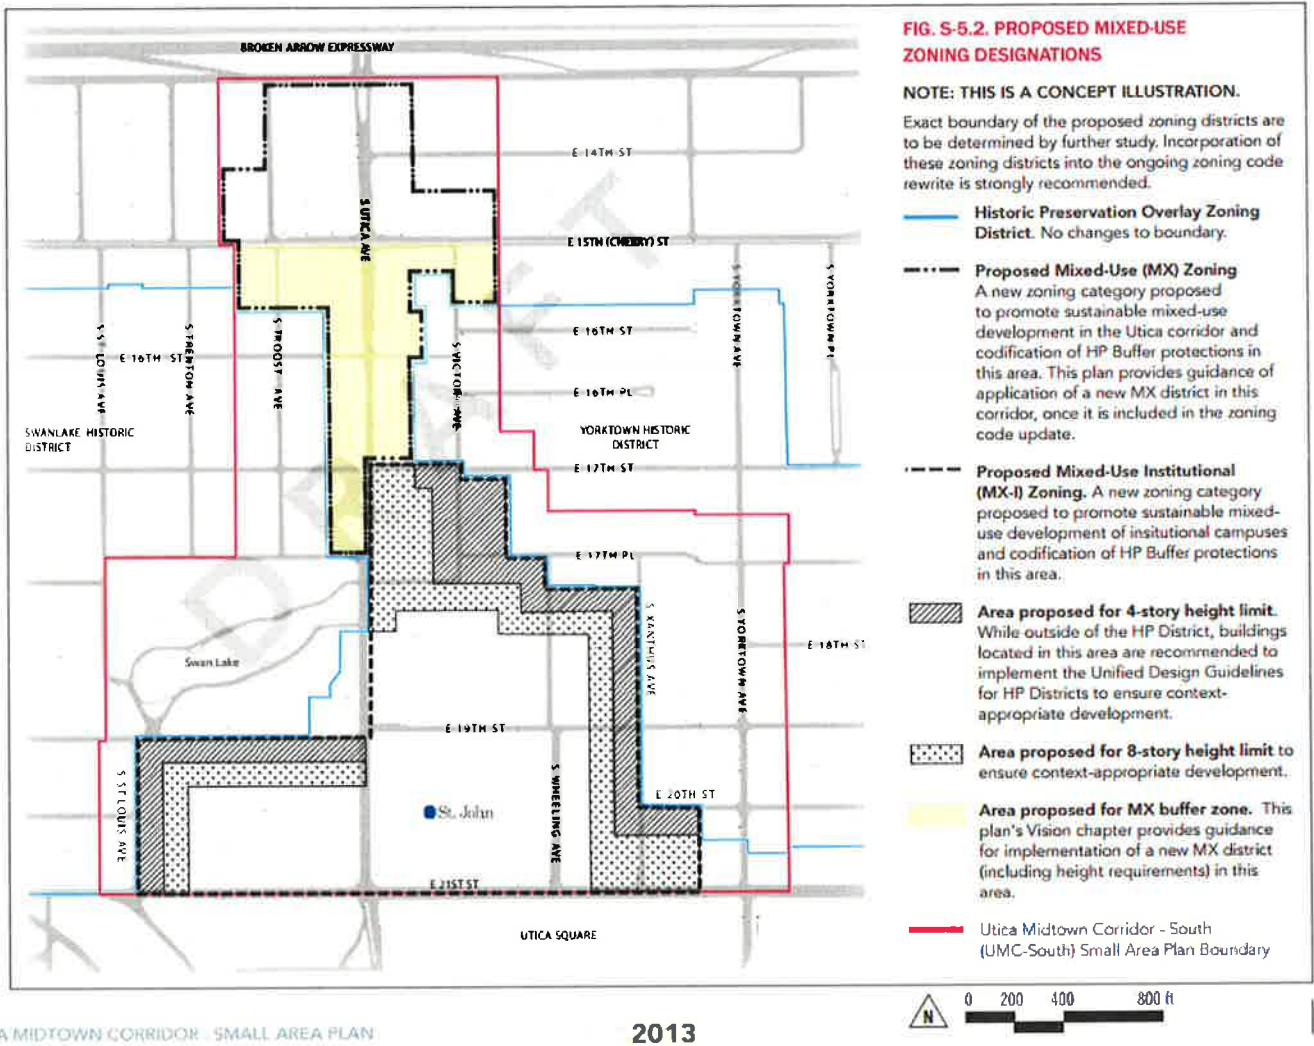 BROKEN ARROW EXPRESSWAY
E 14TH ST
S UTICA AVE
E 15TH (CHERRY) ST
S ST LOUIS AVE
S TRENTON AVE
S TROOST AVE
S VICTOR AVE
S YORKTOWN AVE
S YORKTOWN PL
E 16TH ST
E 16TH ST
E 16TH PL
SWANLAKE HISTORIC
DISTRICT
YORKTOWN HISTORIC
DISTRICT
E 17TH ST
E 17TH PL
DRAFT
Swan Lake
S XANTHUS AVE
S YORKTOWN AVE
E 18TH ST
E 19TH ST
S ST LOUIS AVE
St. John
S WHEELING AVE
E 20TH ST
E 21ST ST
UTICA SQUARE
FIG. S-5.2. PROPOSED MIXED-USE
ZONING DESIGNATIONS
NOTE: THIS IS A CONCEPT ILLUSTRATION.
Exact boundary of the proposed zoning districts are
to be determined by further study. Incorporation of
these zoning districts into the ongoing zoning code
rewrite is strongly recommended.
Historic Preservation Overlay Zoning
District. No changes to boundary.
Proposed Mixed-Use (MX) Zoning
A new zoning category proposed
to promote sustainable mixed-use
development in the Utica corridor and
codification of HP Buffer protections in
this area. This plan provides guidance of
application of a new MX district in this
corridor, once it is included in the zoning
code update.
Proposed Mixed-Use Institutional
(MX-I) Zoning. A new zoning category
proposed to promote sustainable mixed-
use development of insitutional campuses
and codification of HP Buffer protections
in this area.
Area proposed for 4-story height limit.
While outside of the HP District, buildings
located in this area are recommended to
implement the Unified Design Guidelines
for HP Districts to ensure context-
appropriate development.
Area proposed for 8-story height limit to
ensure context-appropriate development.
Area proposed for MX buffer zone. This
plan's Vision chapter provides guidance
for implementation of a new MX district
(including height requirements) in this
area.
Utica Midtown Corridor - South
(UMC-South) Small Area Plan Boundary
N
0 200 400 800 ft
A MIDTOWN CORRIDOR - SMALL AREA PLAN
2013